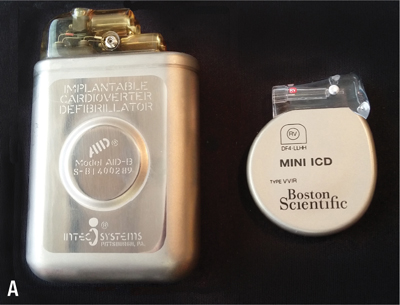 IMPLANTABLE
CARDIOVERTER
DEFIBRILLATOR
AID®
Model AID-B
INTEC SYSTEMS
PITTSBURGH, PA.
RV
DF4-LLHH
MINI ICD
TYPE VVIR
Boston
Scientific
A